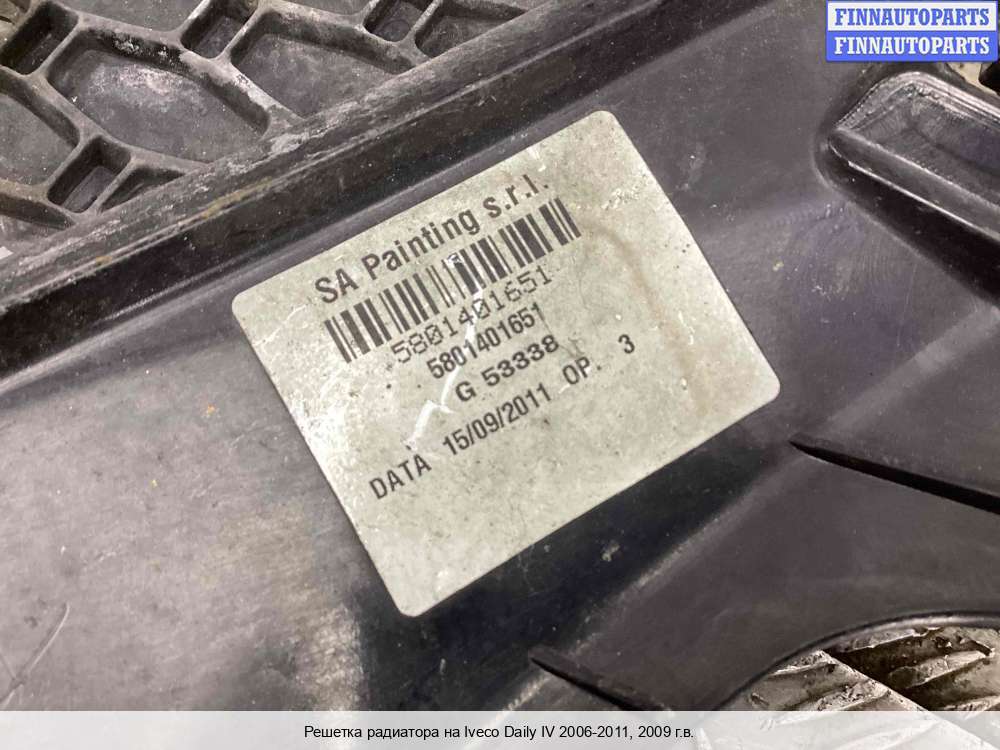 FINNAUTOPARTS
FINNAUTOPARTS
SA Painting s.r.l.
5801401651
5801401651
G 53338
DATA 15/09/2011 OP. 3
Решетка радиатора на Iveco Daily IV 2006-2011, 2009 г.в.